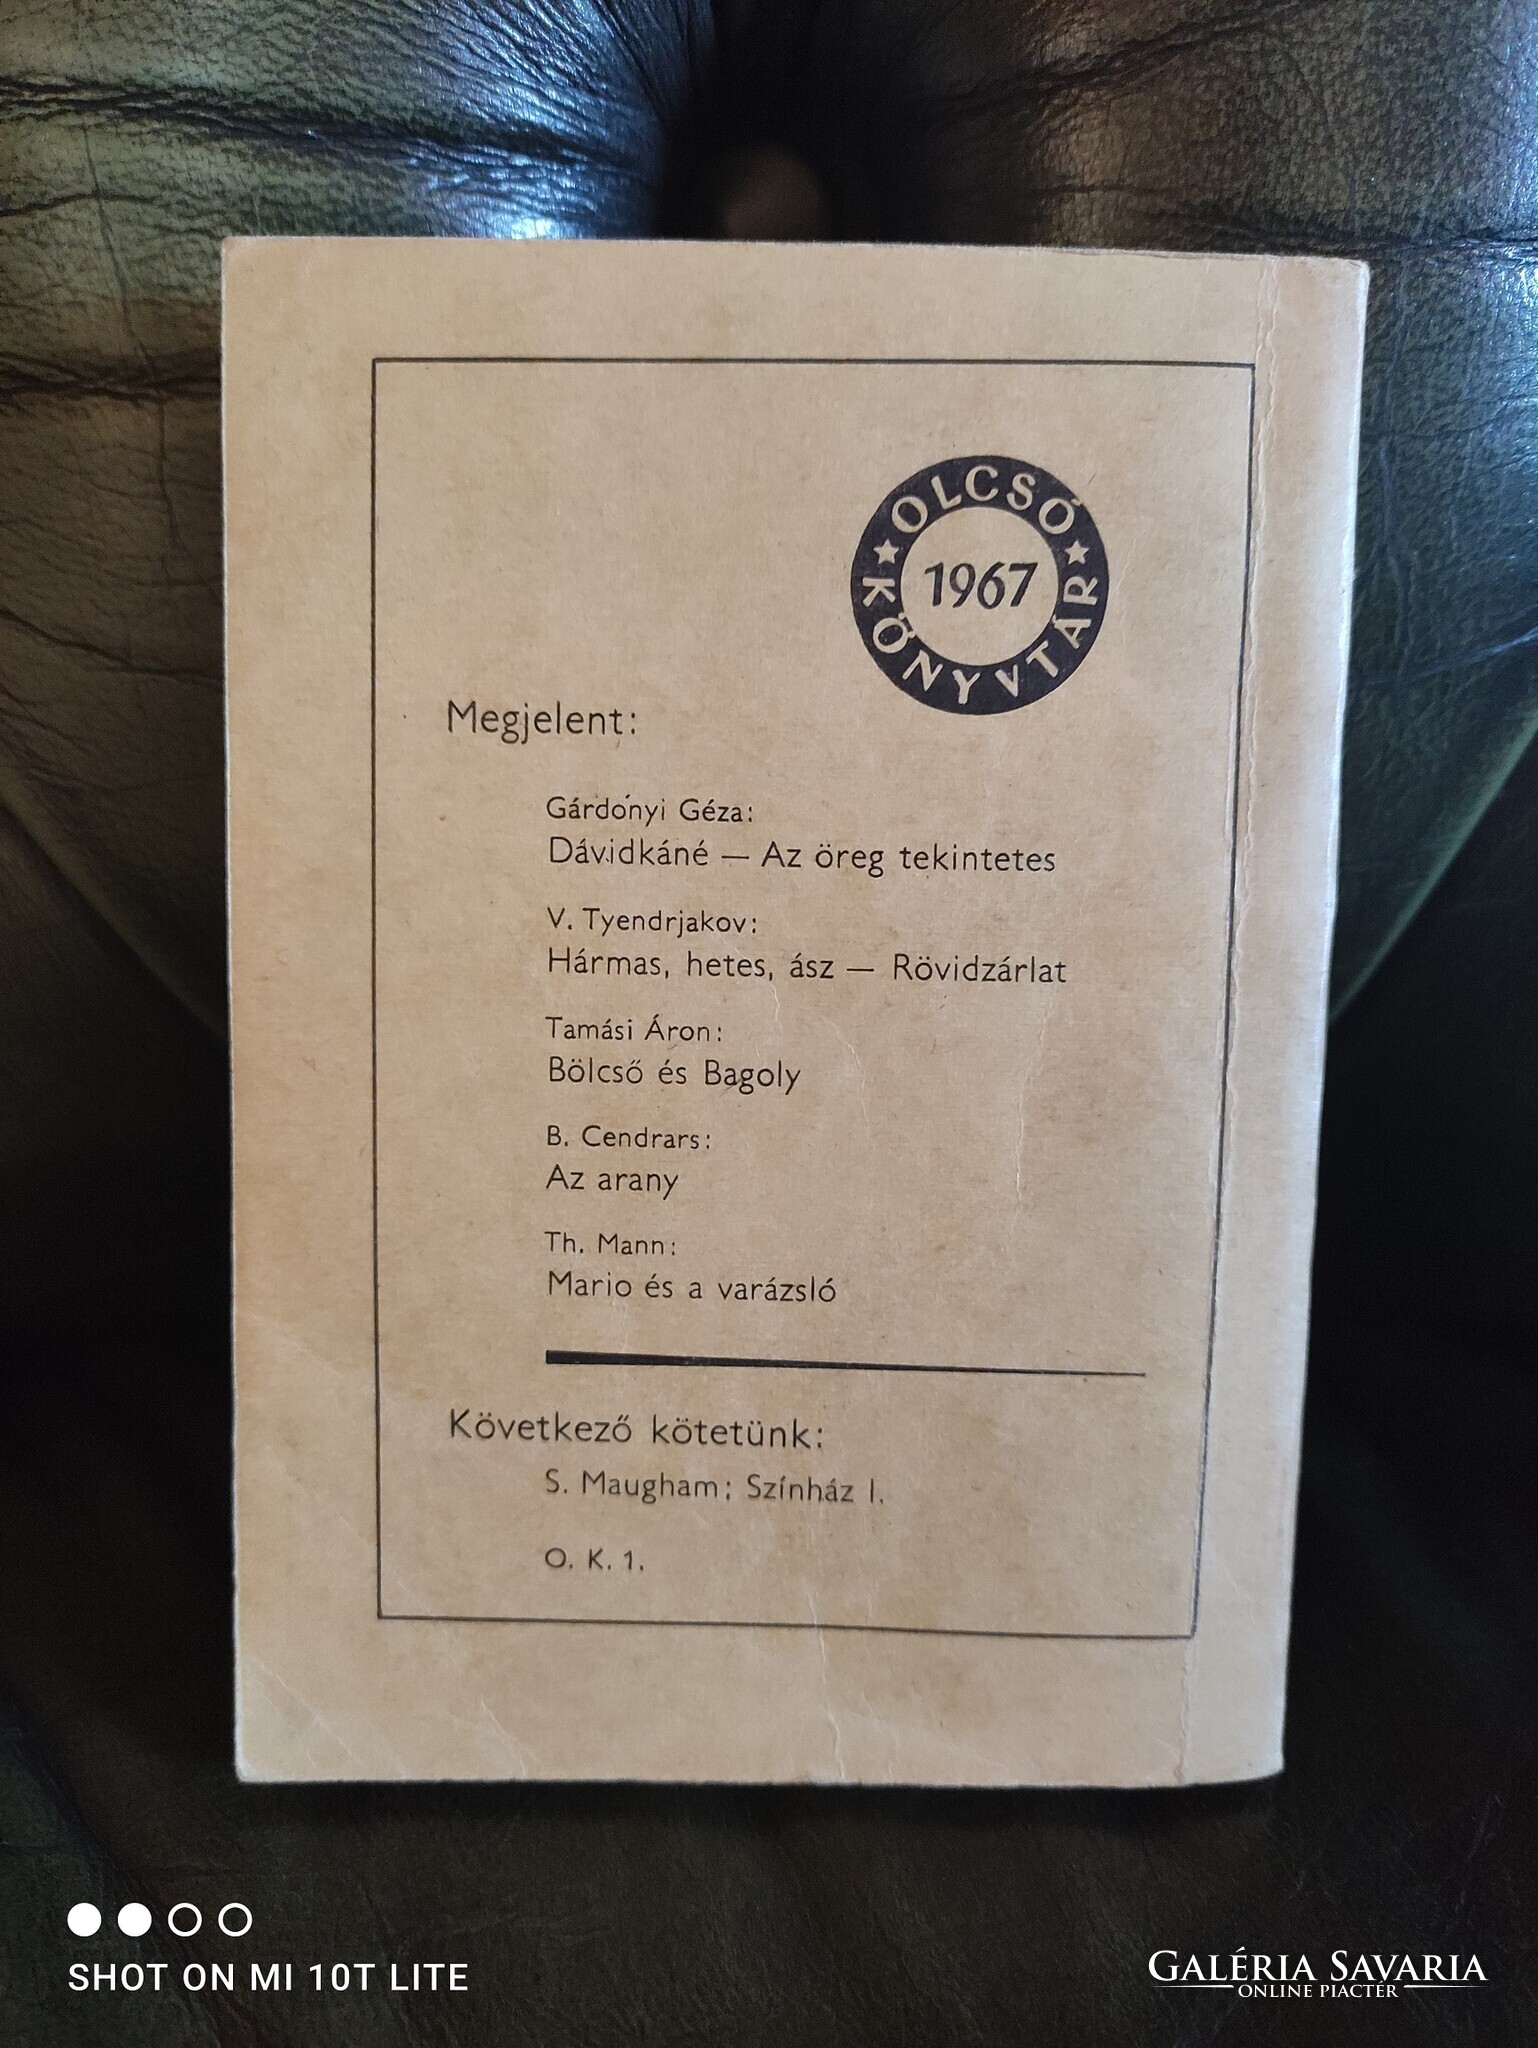 OLCSÓ
1967
KÖNYVTÁR
Megjelent:
Gárdonyi Géza:
Dávidkáné — Az öreg tekintetes
V. Tyendrjakov:
Hármas, hetes, ász — Rövidzárlat
Tamási Áron:
Bölcső és Bagoly
B. Cendrars:
Az arany
Th. Mann:
Mario és a varázsló
Következő kötetünk:
S. Maugham: Színház I.
O. K. 1.
SHOT ON MI 10T LITE
GALÉRIA SAVARIA
ONLINE PIACTÉR